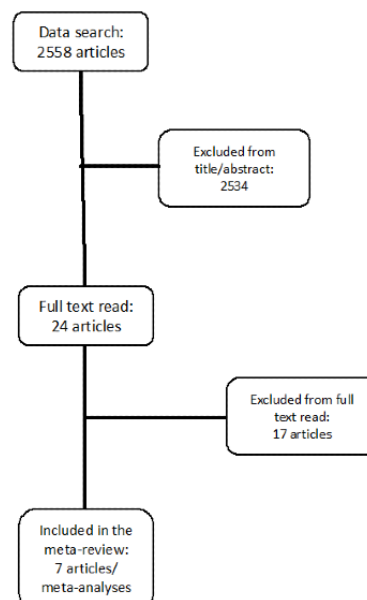 Data search:
2558 articles
Excluded from
title/abstract:
2534
Full text read:
24 articles
Excluded from full
text read:
17 articles
Included in the
meta-review:
7 articles/
meta-analyses